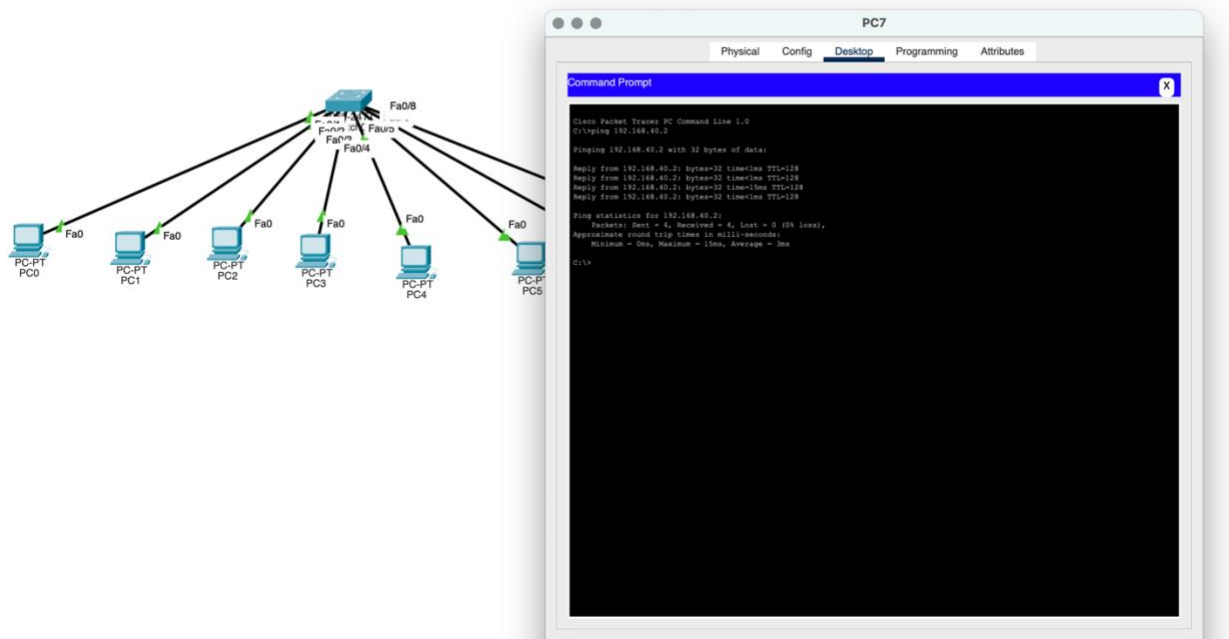 PC7
Physical Config Desktop Programming Attributes
Command Prompt
X
Cisco Packet Tracer PC Command Line 1.0
C:\>ping 192.168.40.2
Pinging 192.168.40.2 with 32 bytes of data:
Reply from 192.168.40.2: bytes=32 time<1ms TTL=128
Reply from 192.168.40.2: bytes=32 time<1ms TTL=128
Reply from 192.168.40.2: bytes=32 time=15ms TTL=128
Reply from 192.168.40.2: bytes=32 time<1ms TTL=128
Ping statistics for 192.168.40.2:
Packets: Sent = 4, Received = 4, Lost = 0 (0% loss),
Approximate round trip times in milli-seconds:
Minimum = 0ms, Maximum = 15ms, Average = 3ms
C:\>
Fa0/8
Fa0/5
Fa0/2
Fa0/3
Fa0/4
Fa0
Fa0
Fa0
Fa0
Fa0
Fa0
PC-PT
PC0
PC-PT
PC1
PC-PT
PC2
PC-PT
PC3
PC-PT
PC4
PC5